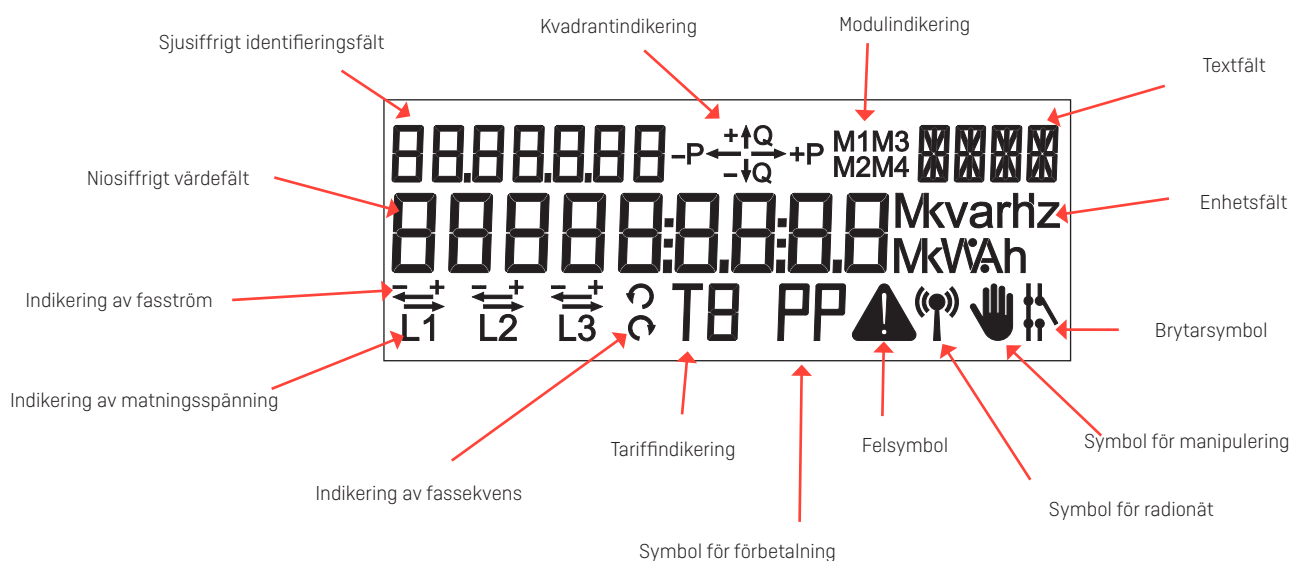 Kvadrantindikering
Modulindikering
Sjusiffrigt identifieringsfält
Textfält
88.88.8.88
-P
+Q
-Q
+P
M1M3
M2M4
Niosiffrigt värdefält
88888:8.8:8.8
Mkvarhz
MkWAh
Enhetsfält
Indikering av fasström
- +
- +
- +
L1
L2
L3
T8
PP
Brytarsymbol
Indikering av matningsspänning
Tariffindikering
Felsymbol
Symbol för manipulering
Indikering av fassekvens
Symbol för radionät
Symbol för förbetalning